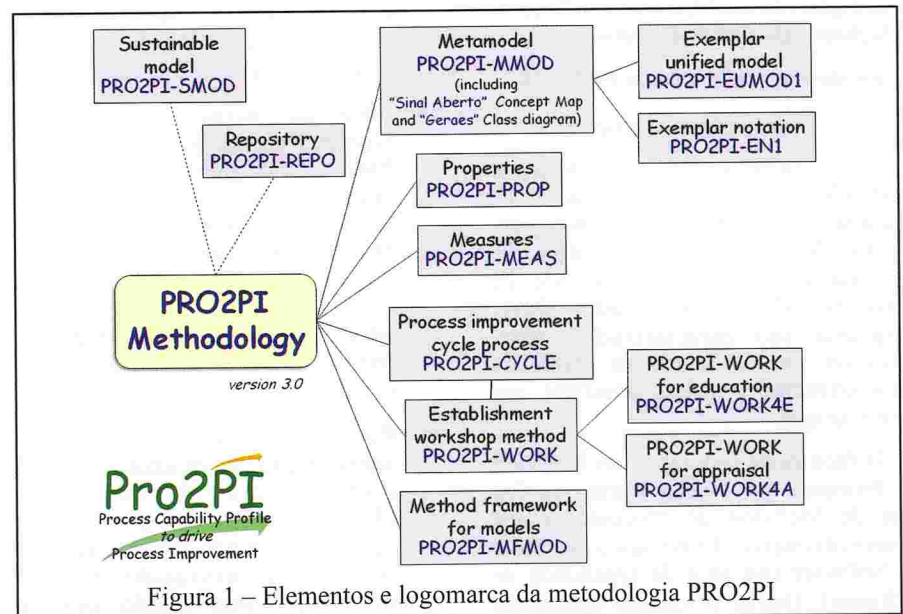 Sustainable
model
PRO2PI-SMOD
Repository
PRO2PI-REPO
Metamodel
PRO2PI-MMOD
(including
"Sinal Aberto" Concept Map
and "Geraes" Class diagram)
Exemplar
unified model
PRO2PI-EUMOD1
Exemplar notation
PRO2PI-EN1
Properties
PRO2PI-PROP
Measures
PRO2PI-MEAS
PRO2PI
Methodology
version 3.0
Process improvement
cycle process
PRO2PI-CYCLE
Establishment
workshop method
PRO2PI-WORK
PRO2PI-WORK
for education
PRO2PI-WORK4E
PRO2PI-WORK
for appraisal
PRO2PI-WORK4A
Method framework
for models
PRO2PI-MFMOD
Pro2PI
Process Capability Profile
to drive
Process Improvement
Figura 1 – Elementos e logomarca da metodologia PRO2PI